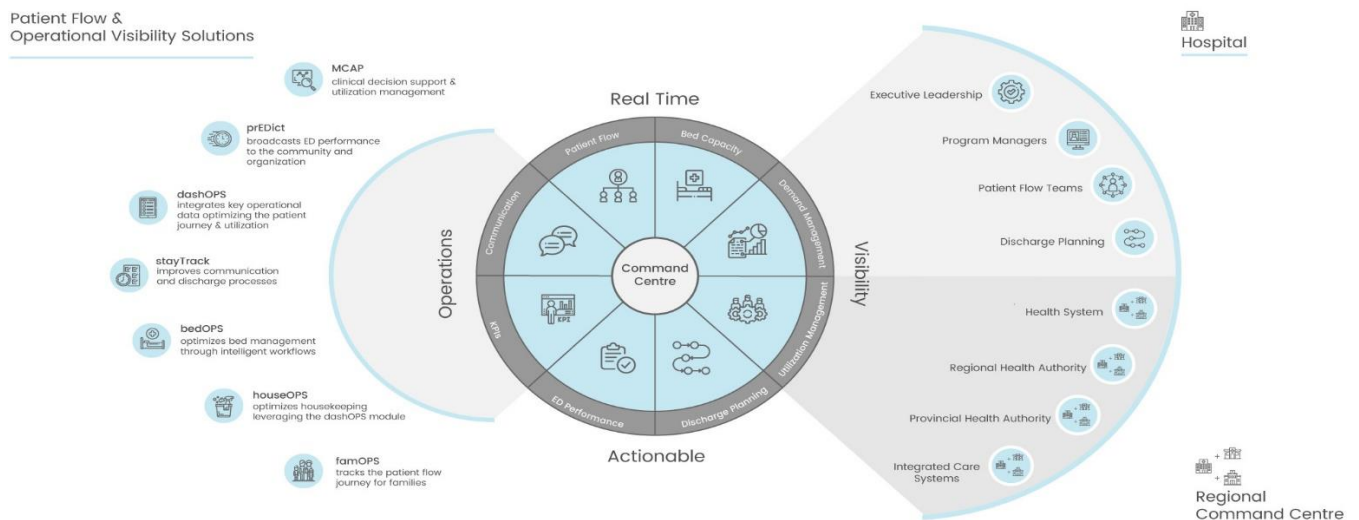 Patient Flow &
Operational Visibility Solutions
MCAP
clinical decision support &
utilization management
prEDict
broadcasts ED performance
to the community and
organization
dashOPS
integrates key operational
data optimizing the patient
journey & utilization
stayTrack
improves communication
and discharge processes
bedOPS
optimizes bed management
through intelligent workflows
houseOPS
optimizes housekeeping
leveraging the dashOPS module
famOPS
tracks the patient flow
journey for families
Operations
Real Time
Visibility
Actionable
Patient Flow
Bed Capacity
Demand Management
Utilization Management
Discharge Planning
ED Performance
KPIs
Communication
KPI
Command
Centre
Hospital
Executive Leadership
Program Managers
Patient Flow Teams
Discharge Planning
Health System
Regional Health Authority
Provincial Health Authority
Integrated Care
Systems
Regional
Command Centre